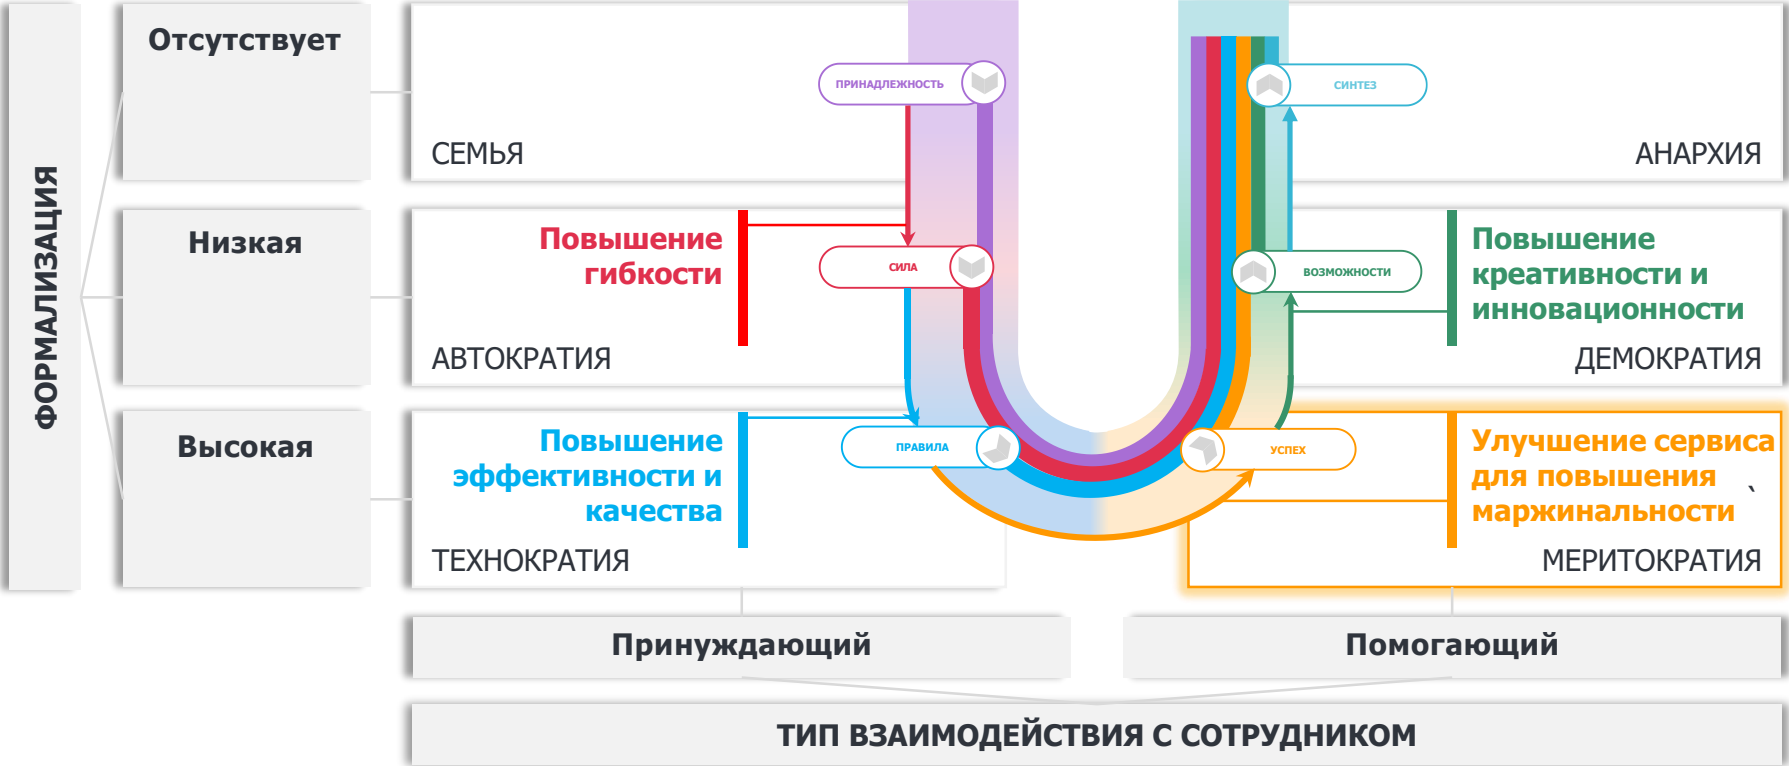 ФОРМАЛИЗАЦИЯ
Отсутствует
ПРИНАДЛЕЖНОСТЬ
СИНТЕЗ
СЕМЬЯ
АНАРХИЯ
Низкая
Повышение
гибкости
СИЛА
ВОЗМОЖНОСТИ
Повышение
креативности и
инновационности
АВТОКРАТИЯ
ДЕМОКРАТИЯ
Высокая
Повышение
эффективности и
качества
ПРАВИЛА
УСПЕХ
Улучшение сервиса
для повышения
маржинальности `
ТЕХНОКРАТИЯ
МЕРИТОКРАТИЯ
Принуждающий
Помогающий
ТИП ВЗАИМОДЕЙСТВИЯ С СОТРУДНИКОМ